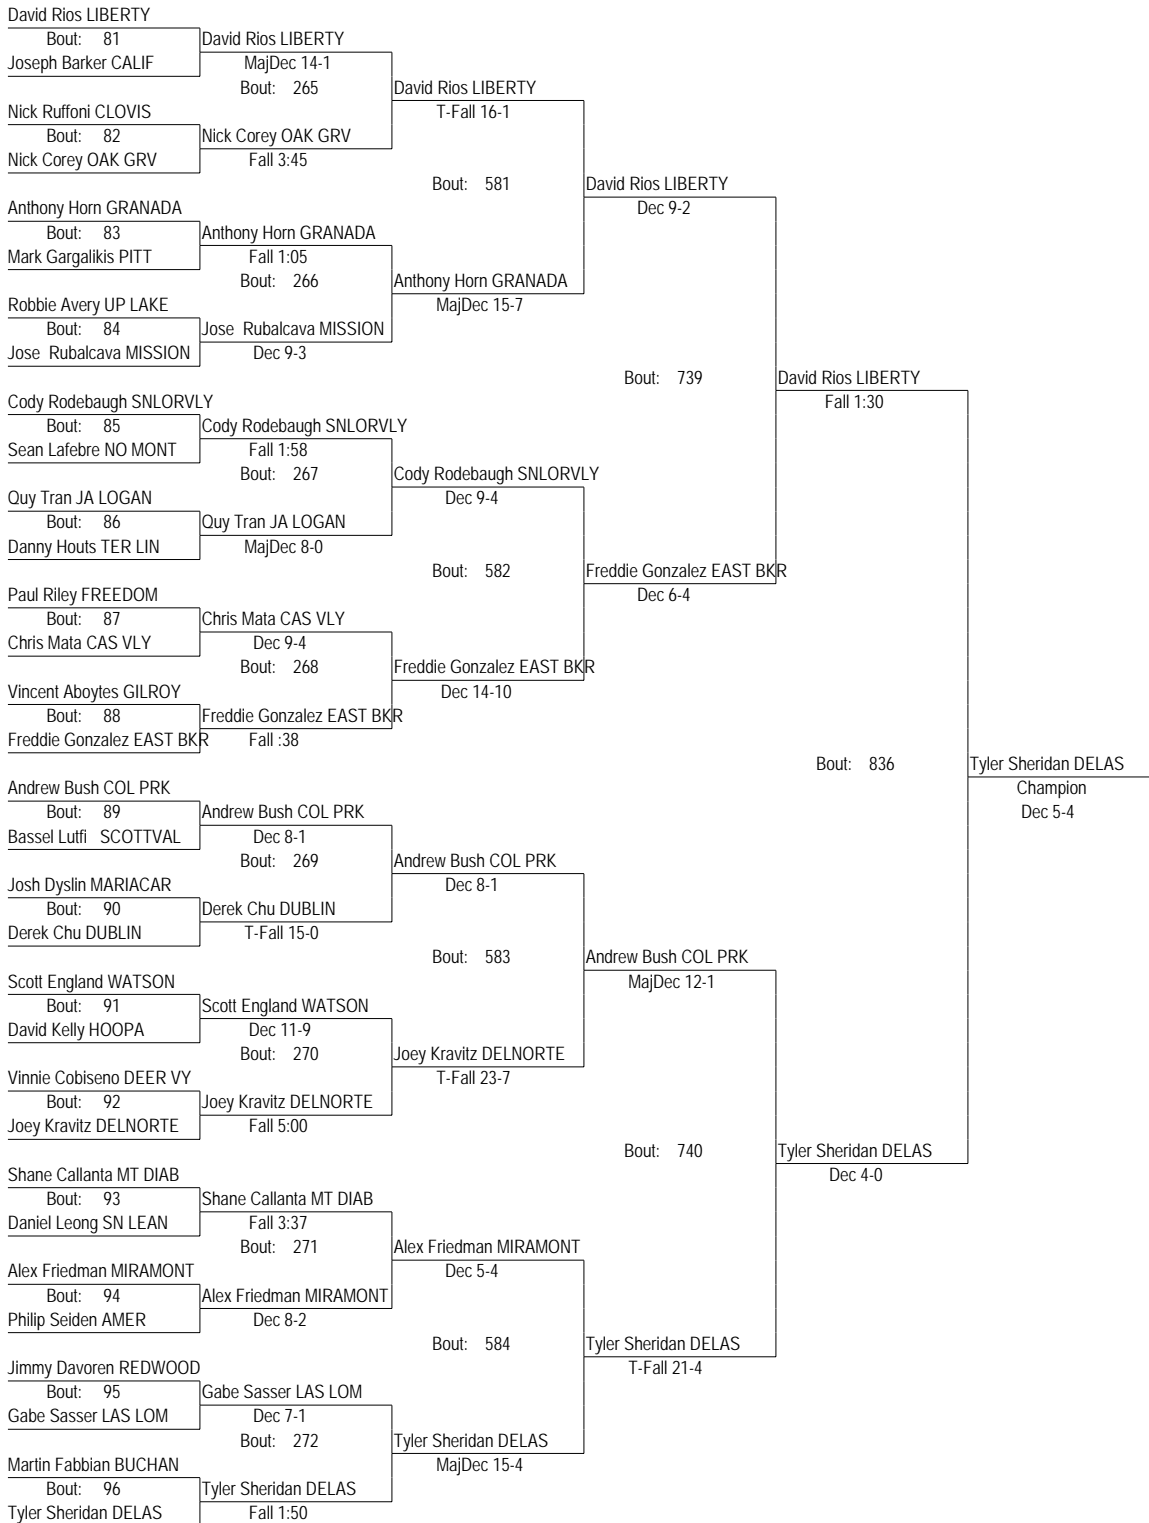 David Rios LIBERTY
Bout: 81
David Rios LIBERTY
Joseph Barker CALIF
MajDec 14-1
Bout: 265
David Rios LIBERTY
Nick Ruffoni CLOVIS
T-Fall 16-1
Bout: 82
Nick Corey OAK GRV
Nick Corey OAK GRV
Fall 3:45
Bout: 581
David Rios LIBERTY
Anthony Horn GRANADA
Dec 9-2
Bout: 83
Anthony Horn GRANADA
Mark Gargalikis PITT
Fall 1:05
Bout: 266
Anthony Horn GRANADA
Robbie Avery UP LAKE
MajDec 15-7
Bout: 84
Jose Rubalcava MISSION
Jose Rubalcava MISSION
Dec 9-3
Bout: 739
David Rios LIBERTY
Cody Rodebaugh SNLORVLY
Fall 1:30
Bout: 85
Cody Rodebaugh SNLORVLY
Sean Lafebre NO MONT
Fall 1:58
Bout: 267
Cody Rodebaugh SNLORVLY
Quy Tran JA LOGAN
Dec 9-4
Bout: 86
Quy Tran JA LOGAN
Danny Houts TER LIN
MajDec 8-0
Bout: 582
Freddie Gonzalez EAST BKR
Paul Riley FREEDOM
Dec 6-4
Bout: 87
Chris Mata CAS VLY
Chris Mata CAS VLY
Dec 9-4
Bout: 268
Freddie Gonzalez EAST BKR
Vincent Aboytes GILROY
Dec 14-10
Bout: 88
Freddie Gonzalez EAST BKR
Freddie Gonzalez EAST BKR
Fall :38
Bout: 836
Tyler Sheridan DELAS
Andrew Bush COL PRK
Champion
Bout: 89
Andrew Bush COL PRK
Dec 5-4
Bassel Lutfi SCOTTVAL
Dec 8-1
Bout: 269
Andrew Bush COL PRK
Josh Dyslin MARIACAR
Dec 8-1
Bout: 90
Derek Chu DUBLIN
Derek Chu DUBLIN
T-Fall 15-0
Bout: 583
Andrew Bush COL PRK
Scott England WATSON
MajDec 12-1
Bout: 91
Scott England WATSON
David Kelly HOOPA
Dec 11-9
Bout: 270
Joey Kravitz DELNORTE
Vinnie Cobiseno DEER VY
T-Fall 23-7
Bout: 92
Joey Kravitz DELNORTE
Joey Kravitz DELNORTE
Fall 5:00
Bout: 740
Tyler Sheridan DELAS
Shane Callanta MT DIAB
Dec 4-0
Bout: 93
Shane Callanta MT DIAB
Daniel Leong SN LEAN
Fall 3:37
Bout: 271
Alex Friedman MIRAMONT
Alex Friedman MIRAMONT
Dec 5-4
Bout: 94
Alex Friedman MIRAMONT
Philip Seiden AMER
Dec 8-2
Bout: 584
Tyler Sheridan DELAS
Jimmy Davoren REDWOOD
T-Fall 21-4
Bout: 95
Gabe Sasser LAS LOM
Gabe Sasser LAS LOM
Dec 7-1
Bout: 272
Tyler Sheridan DELAS
Martin Fabbian BUCHAN
MajDec 15-4
Bout: 96
Tyler Sheridan DELAS
Tyler Sheridan DELAS
Fall 1:50